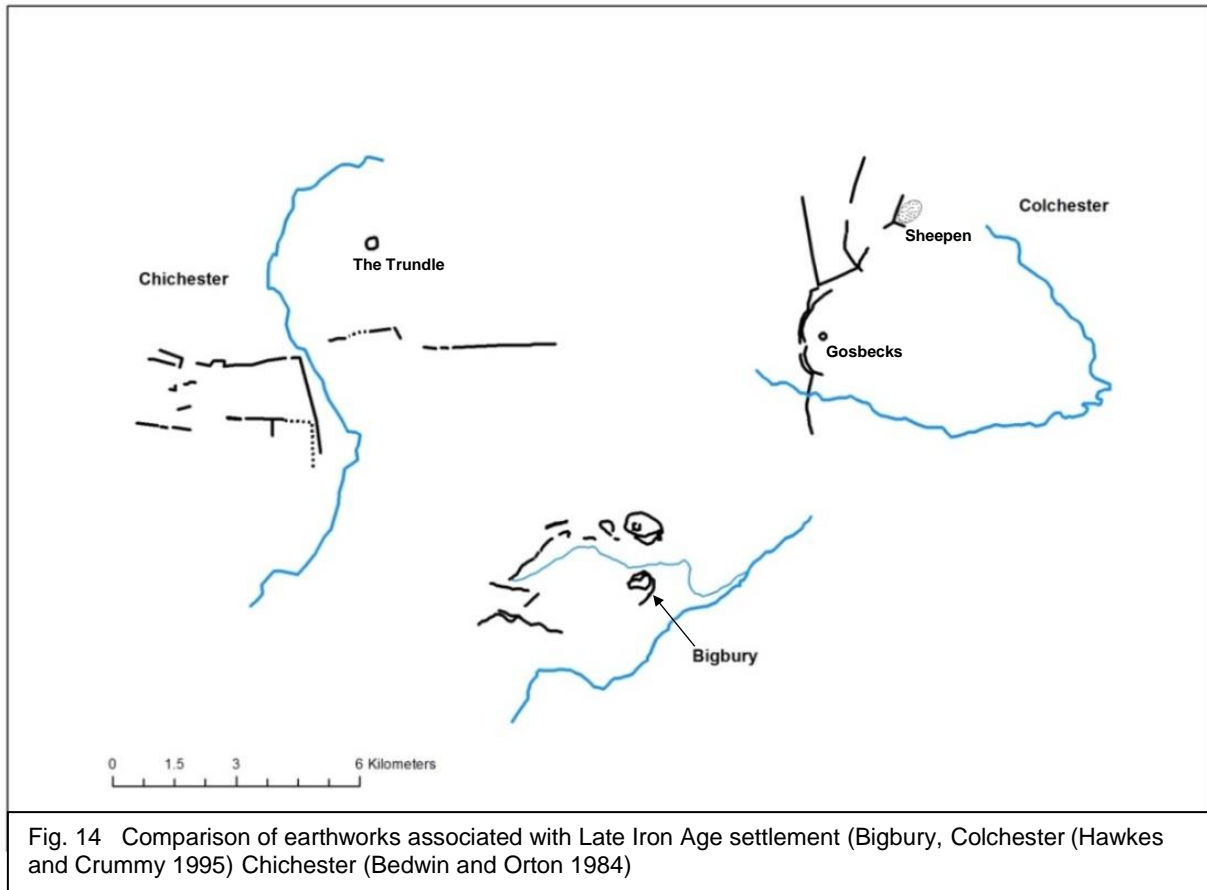 Chichester
The Trundle
Colchester
Sheepen
Gosbecks
Bigbury
0 1.5 3 6 Kilometers
Fig. 14 Comparison of earthworks associated with Late Iron Age settlement (Bigbury, Colchester (Hawkes
and Crummy 1995) Chichester (Bedwin and Orton 1984)